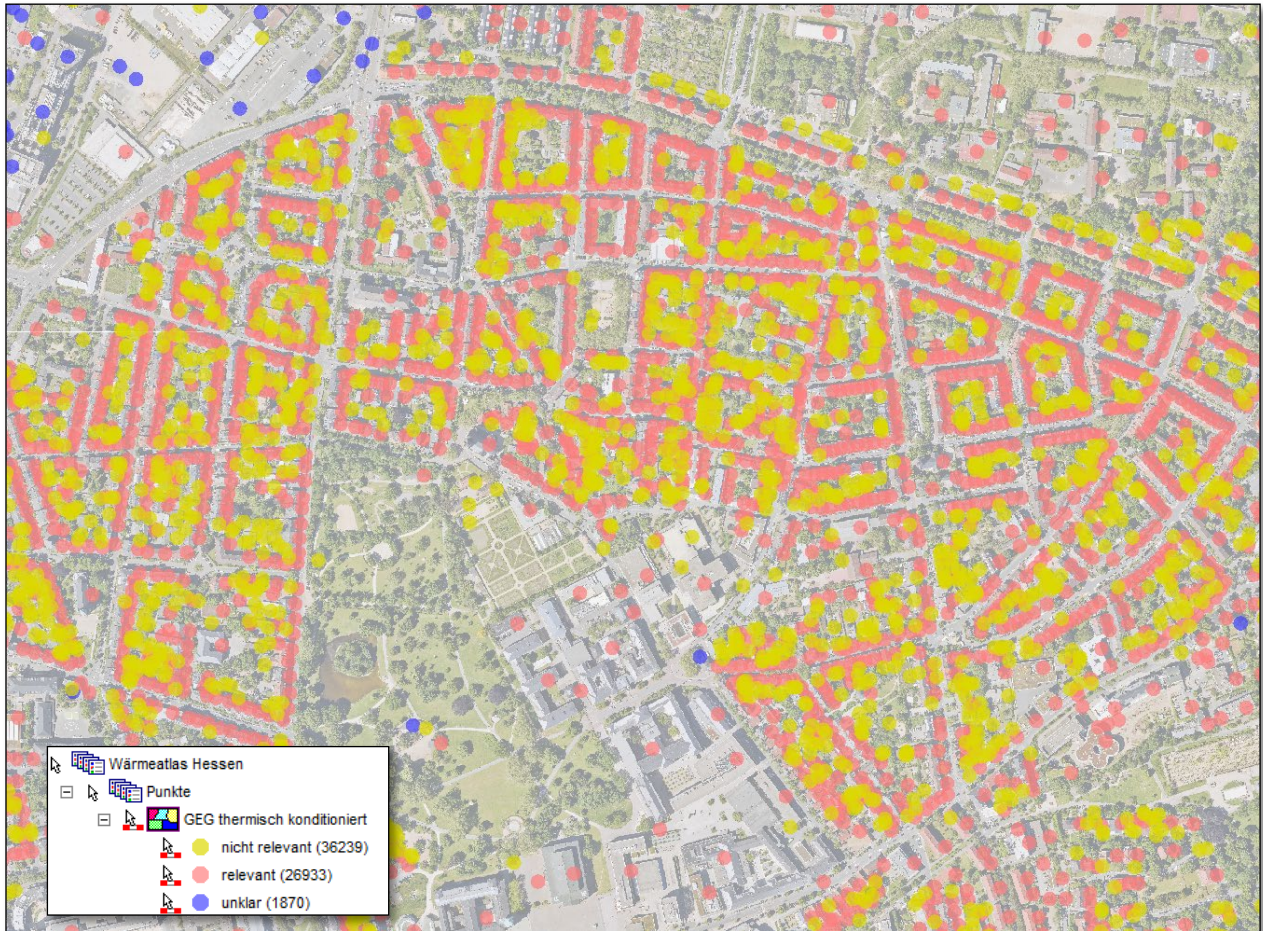 Wärmeatlas Hessen
Punkte
GEG thermisch konditioniert
nicht relevant (36239)
relevant (26933)
unklar (1870)